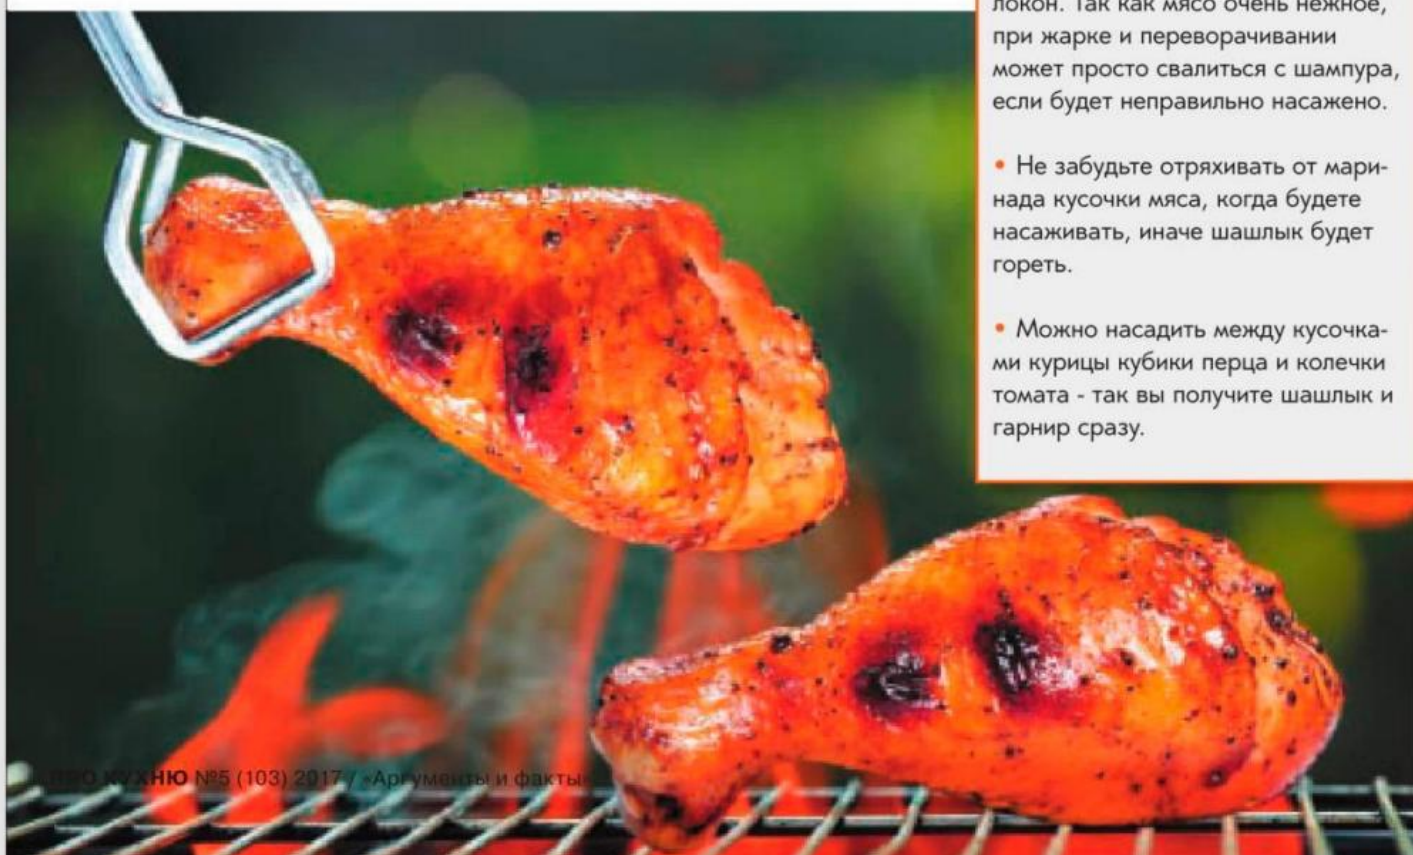 локон. Так как мясо очень нежное,
при жарке и переворачивании
может просто свалиться с шампура,
если будет неправильно насажено.
• Не забудьте отряхивать от мари-
нада кусочки мяса, когда будете
насаживать, иначе шашлык будет
гореть.
• Можно насадить между кусочка-
ми курицы кубики перца и колечки
томата - так вы получите шашлык и
гарнир сразу.
ПРО КУХНЮ №5 (103) 2017 / «Аргументы и факты»